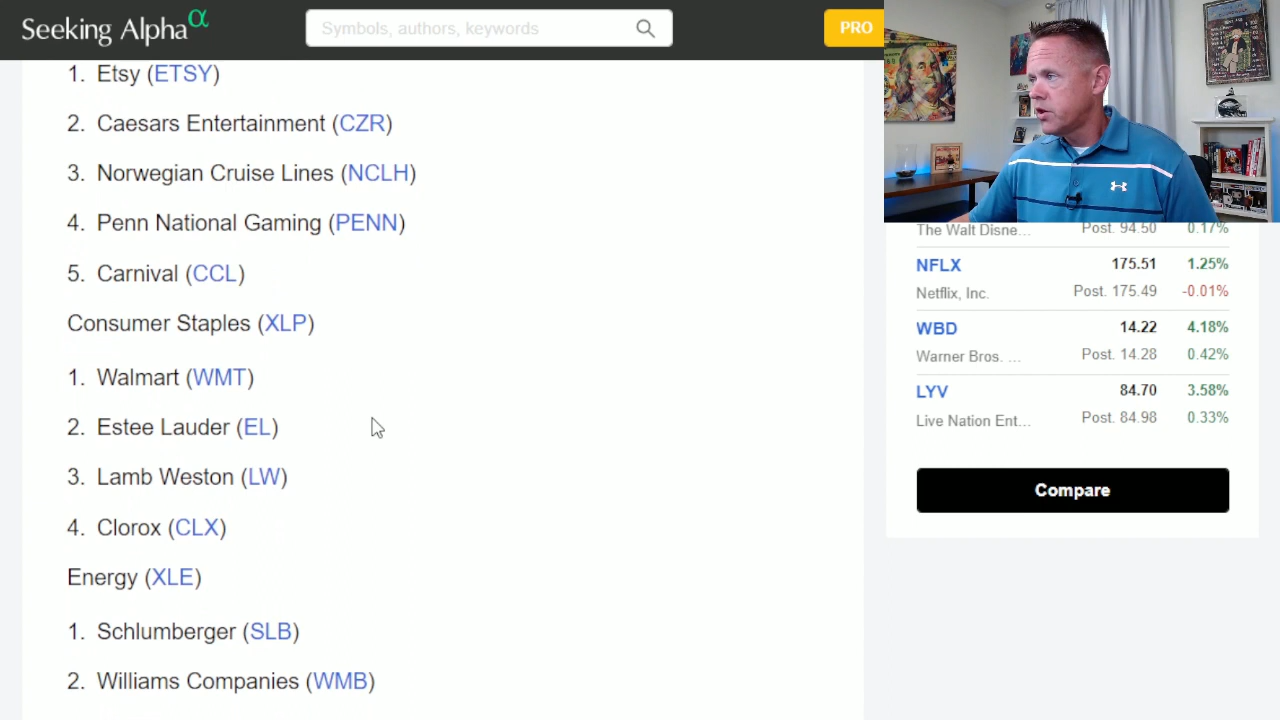 Seeking Alpha α
Symbols, authors, keywords
PRO
1. Etsy (ETSY)
2. Caesars Entertainment (CZR)
3. Norwegian Cruise Lines (NCLH)
4. Penn National Gaming (PENN)
5. Carnival (CCL)
Consumer Staples (XLP)
1. Walmart (WMT)
2. Estee Lauder (EL)
3. Lamb Weston (LW)
4. Clorox (CLX)
Energy (XLE)
1. Schlumberger (SLB)
2. Williams Companies (WMB)
The Walt Disne... Post. 94.50 0.17%
NFLX 175.51 1.25%
Netflix, Inc. Post. 175.49 -0.01%
WBD 14.22 4.18%
Warner Bros. ... Post. 14.28 0.42%
LYV 84.70 3.58%
Live Nation Ent... Post. 84.98 0.33%
Compare